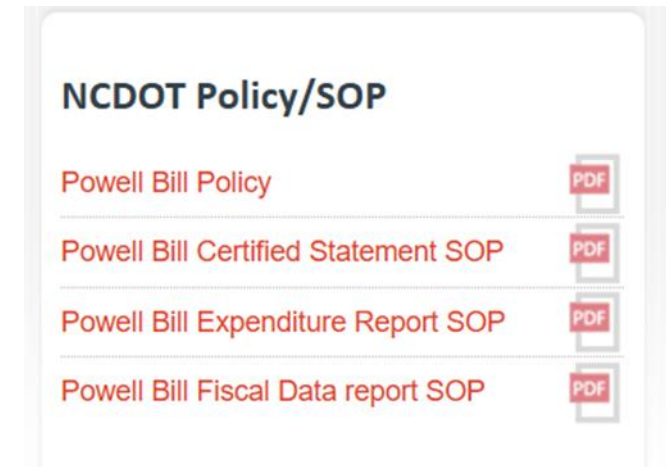 NCDOT Policy/SOP
Powell Bill Policy PDF
Powell Bill Certified Statement SOP PDF
Powell Bill Expenditure Report SOP PDF
Powell Bill Fiscal Data report SOP PDF